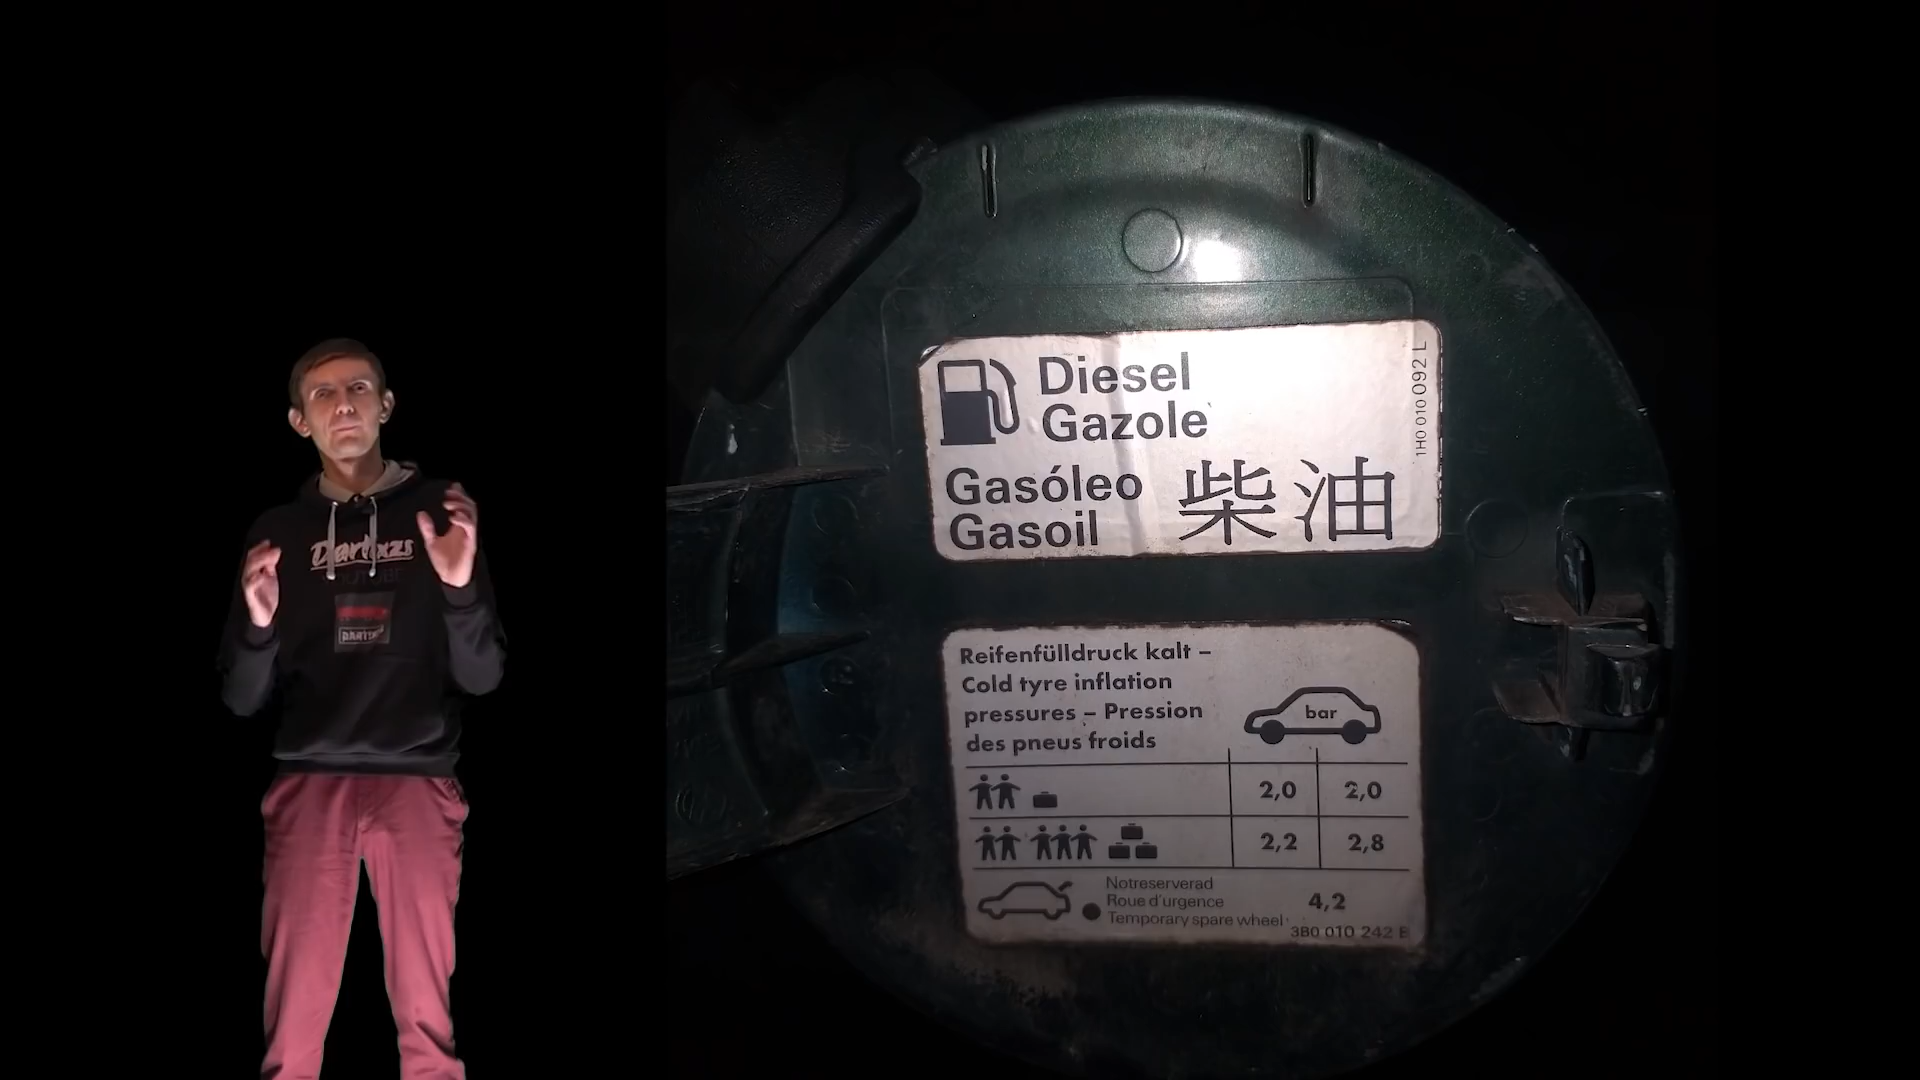 Dartxzs
DARTXZS
Diesel
Gazole
Gasóleo
Gasoil
柴油
1H0 010 092 L
Reifenfülldruck kalt –
Cold tyre inflation
pressures – Pression
des pneus froids
bar
2,0 2,0
2,2 2,8
Notreserverad
Roue d'urgence
Temporary spare wheel
4,2
3B0 010 242 B